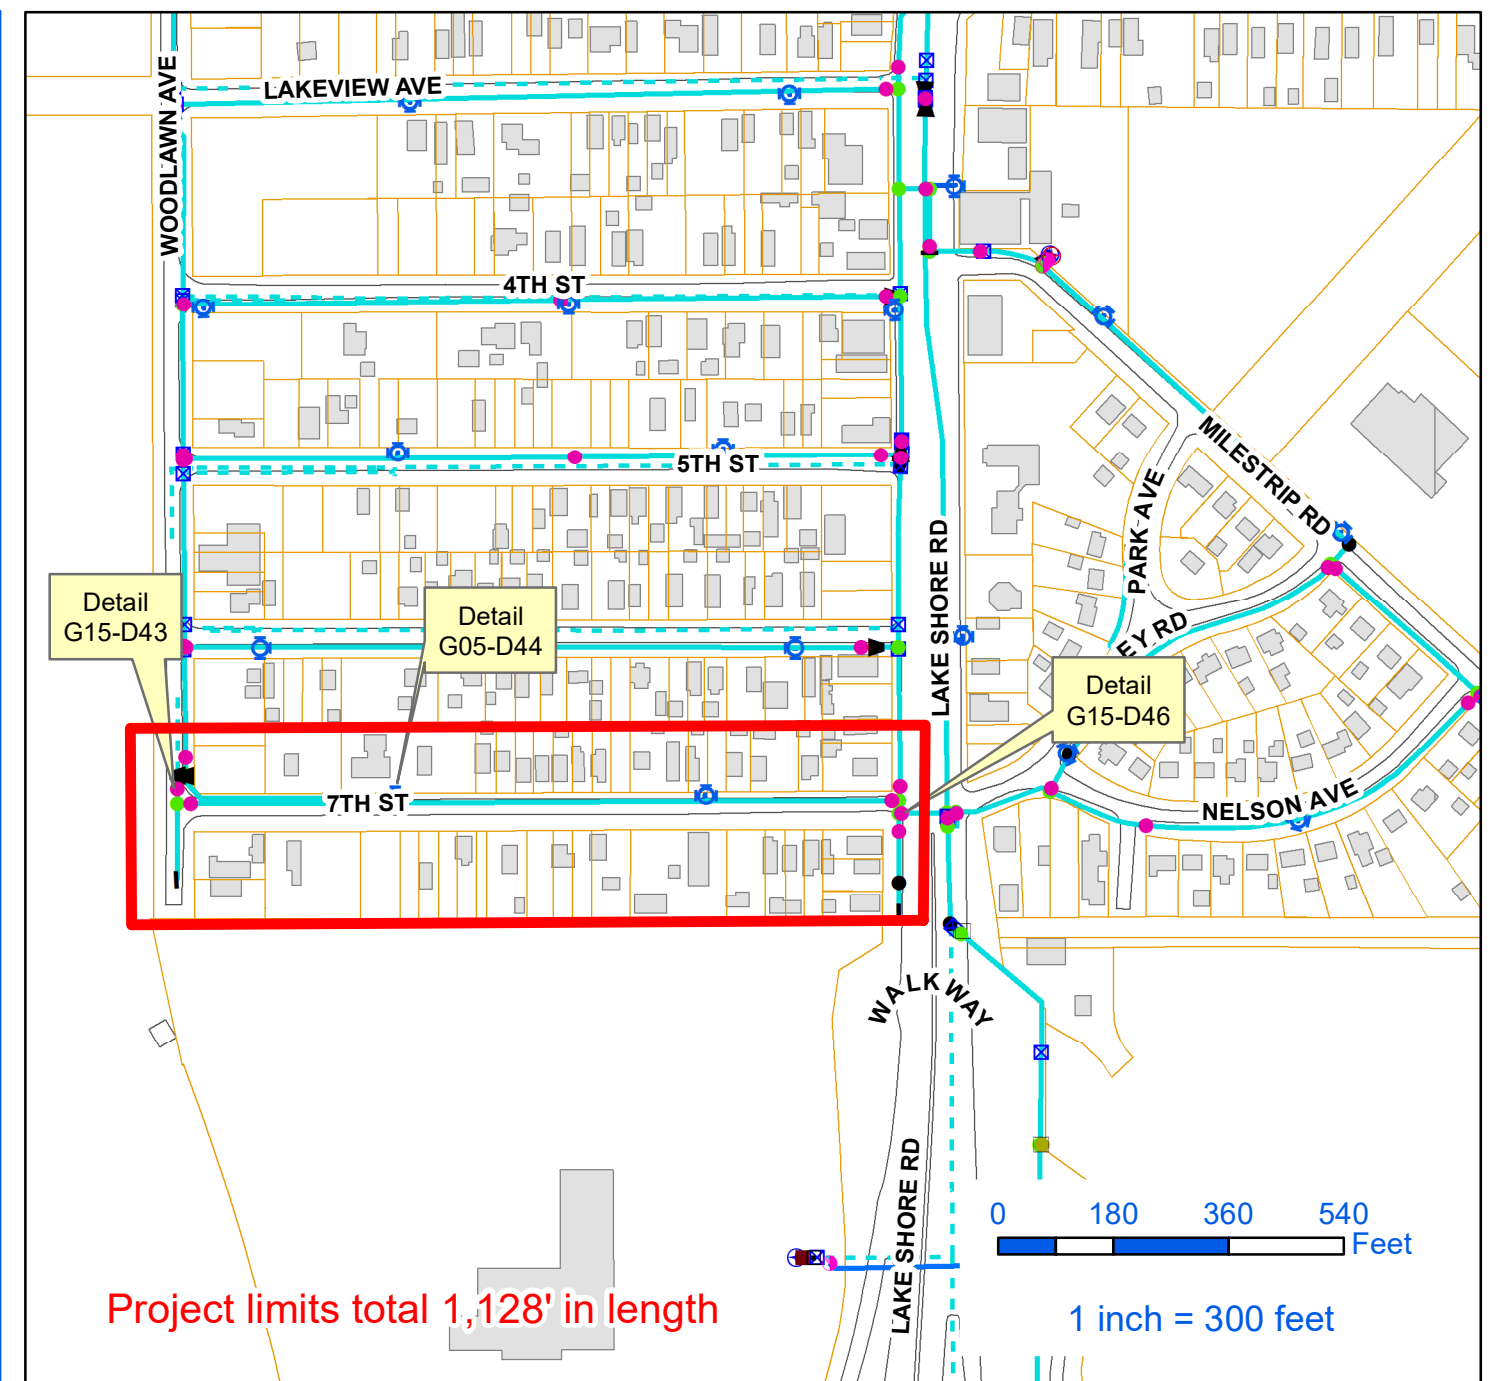 WOODLAWN AVE
LAKEVIEW AVE
4TH ST
5TH ST
MILESTRIP RD
PARK AVE
LAKE SHORE RD
EY RD
Detail
G15-D43
Detail
G05-D44
Detail
G15-D46
7TH ST
NELSON AVE
WALK WAY
LAKE SHORE RD
0 180 360 540
Feet
Project limits total 1,128' in length
1 inch = 300 feet